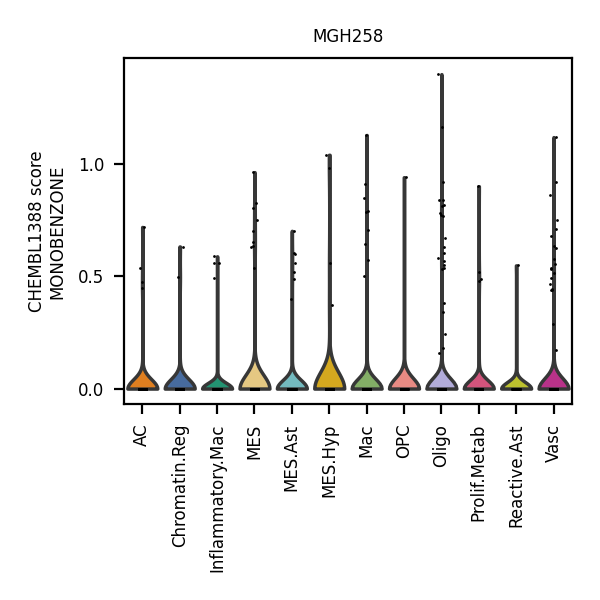 MGH258
CHEMBL1388 score
MONOBENZONE
1.0
0.5
0.0
AC
Chromatin.Reg
Inflammatory.Mac
MES
MES.Ast
MES.Hyp
Mac
OPC
Oligo
Prolif.Metab
Reactive.Ast
Vasc